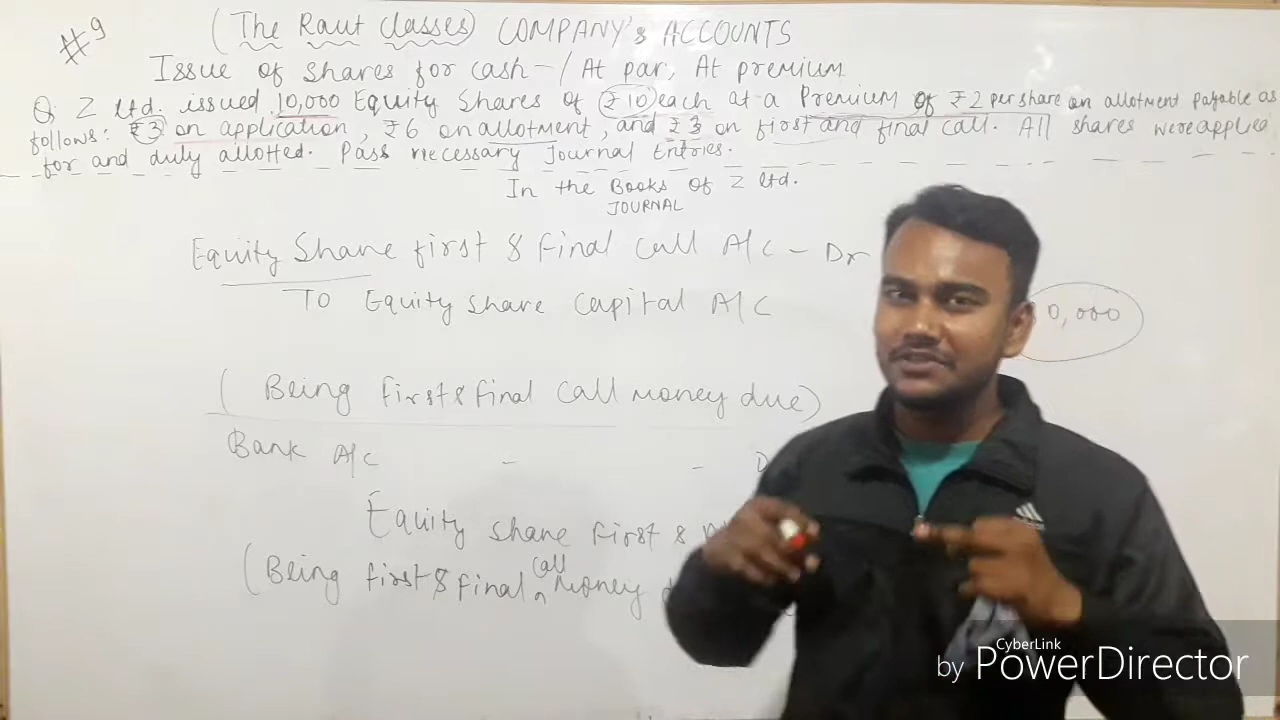 #9
(The Raut Classes) COMPANY's ACCOUNTS
Issue of shares for cash - / At par, At premium
Q. Z ltd. issued 10,000 Equity Shares of ₹10 each at a Premium of ₹2 per share on allotment payable as
follows: ₹3 on application, ₹6 on allotment, and ₹3 on first and final call. All shares were applied
for and duly allotted. Pass necessary Journal Entries.
In the Books of Z ltd.
JOURNAL
Equity Share first & final call A/c - Dr
To Equity share capital A/c
0,000
(Being first & final call money due)
Bank A/c - - D
Equity share first &
(Being first & final call money
CyberLink
by PowerDirector